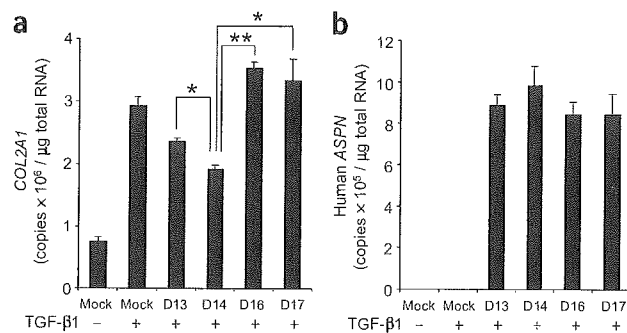 a
COL2A1
(copies × 10⁶ / µg total RNA)
4
3
2
1
0
*
*
**
Mock Mock D13 D14 D16 D17
TGF-β1 – + + + + +
b
Human ASPN
(copies × 10⁵ / µg total RNA)
12
10
8
6
4
2
0
Mock Mock D13 D14 D16 D17
TGF-β1 – + + + + +